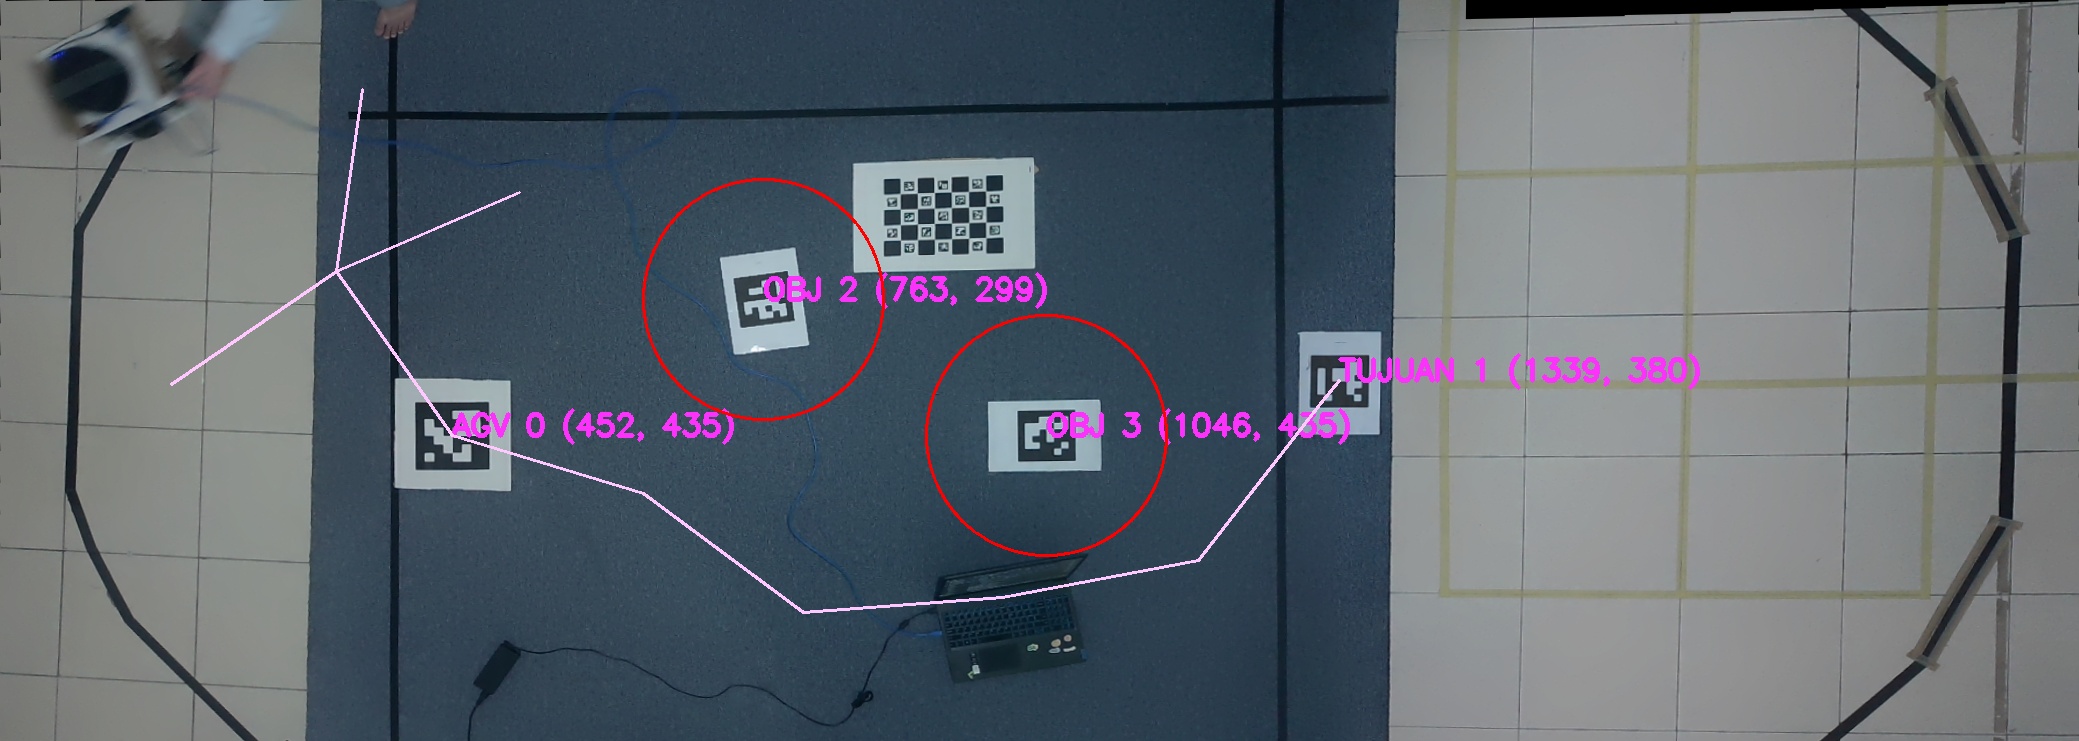 OBJ 2 (763, 299)
TUJUAN 1 (1339, 380)
AGV 0 (452, 435)
OBJ 3 (1046, 435)